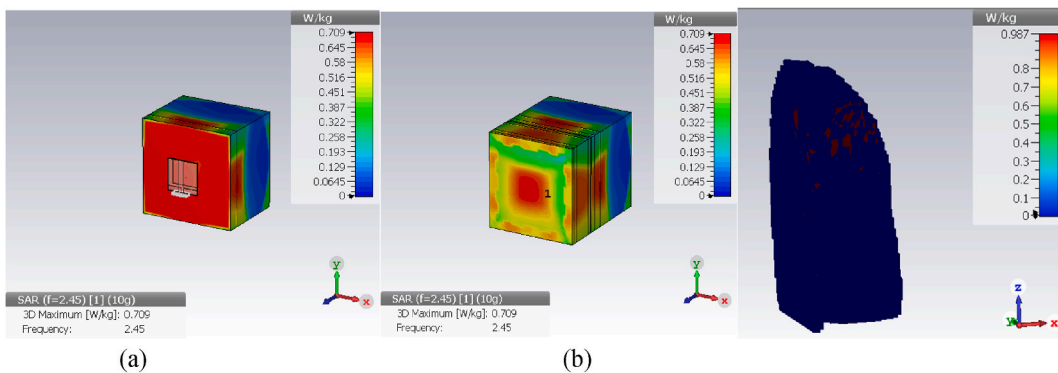 W/kg
0.709
0.645
0.58
0.516
0.451
0.387
0.322
0.258
0.193
0.129
0.0645
0
y
x
SAR (f=2.45) [1] (10g)
3D Maximum [W/kg]: 0.709
Frequency: 2.45
(a)
W/kg
0.709
0.645
0.58
0.516
0.451
0.387
0.322
0.258
0.193
0.129
0.0645
0
1
y
x
SAR (f=2.45) [1] (10g)
3D Maximum [W/kg]: 0.709
Frequency: 2.45
(b)
W/kg
0.987
0.8
0.7
0.6
0.5
0.4
0.3
0.2
0.1
0
z
Y
x